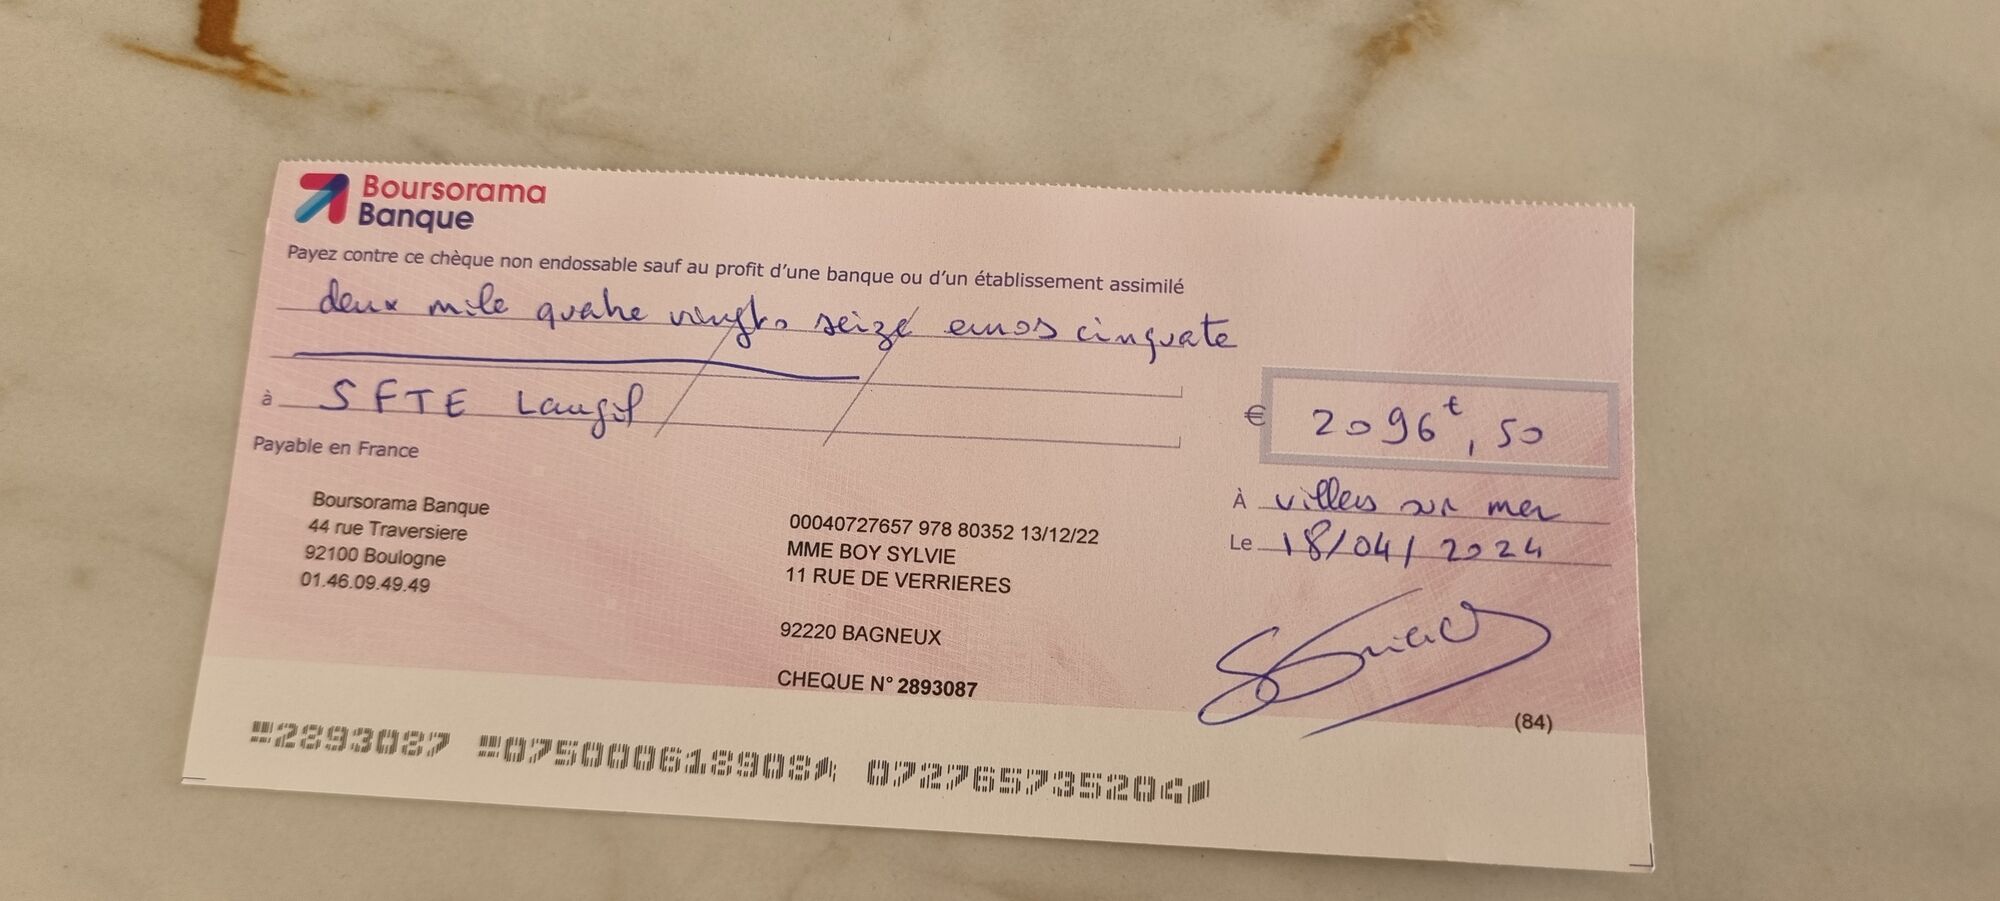 Boursorama
Banque
Payez contre ce chèque non endossable sauf au profit d'une banque ou d'un établissement assimilé
deux mile quatre vingts seize euros cinquate
à SFTE
€ 2096€,50
Payable en France
À villers sur mer
Le 18/04/2024
Boursorama Banque
44 rue Traversiere
92100 Boulogne
01.46.09.49.49
00040727657 978 80352 13/12/22
MME BOY SYLVIE
11 RUE DE VERRIERES
92220 BAGNEUX
CHEQUE N° 2893087
(84)
2893087 075000618908 072765735204